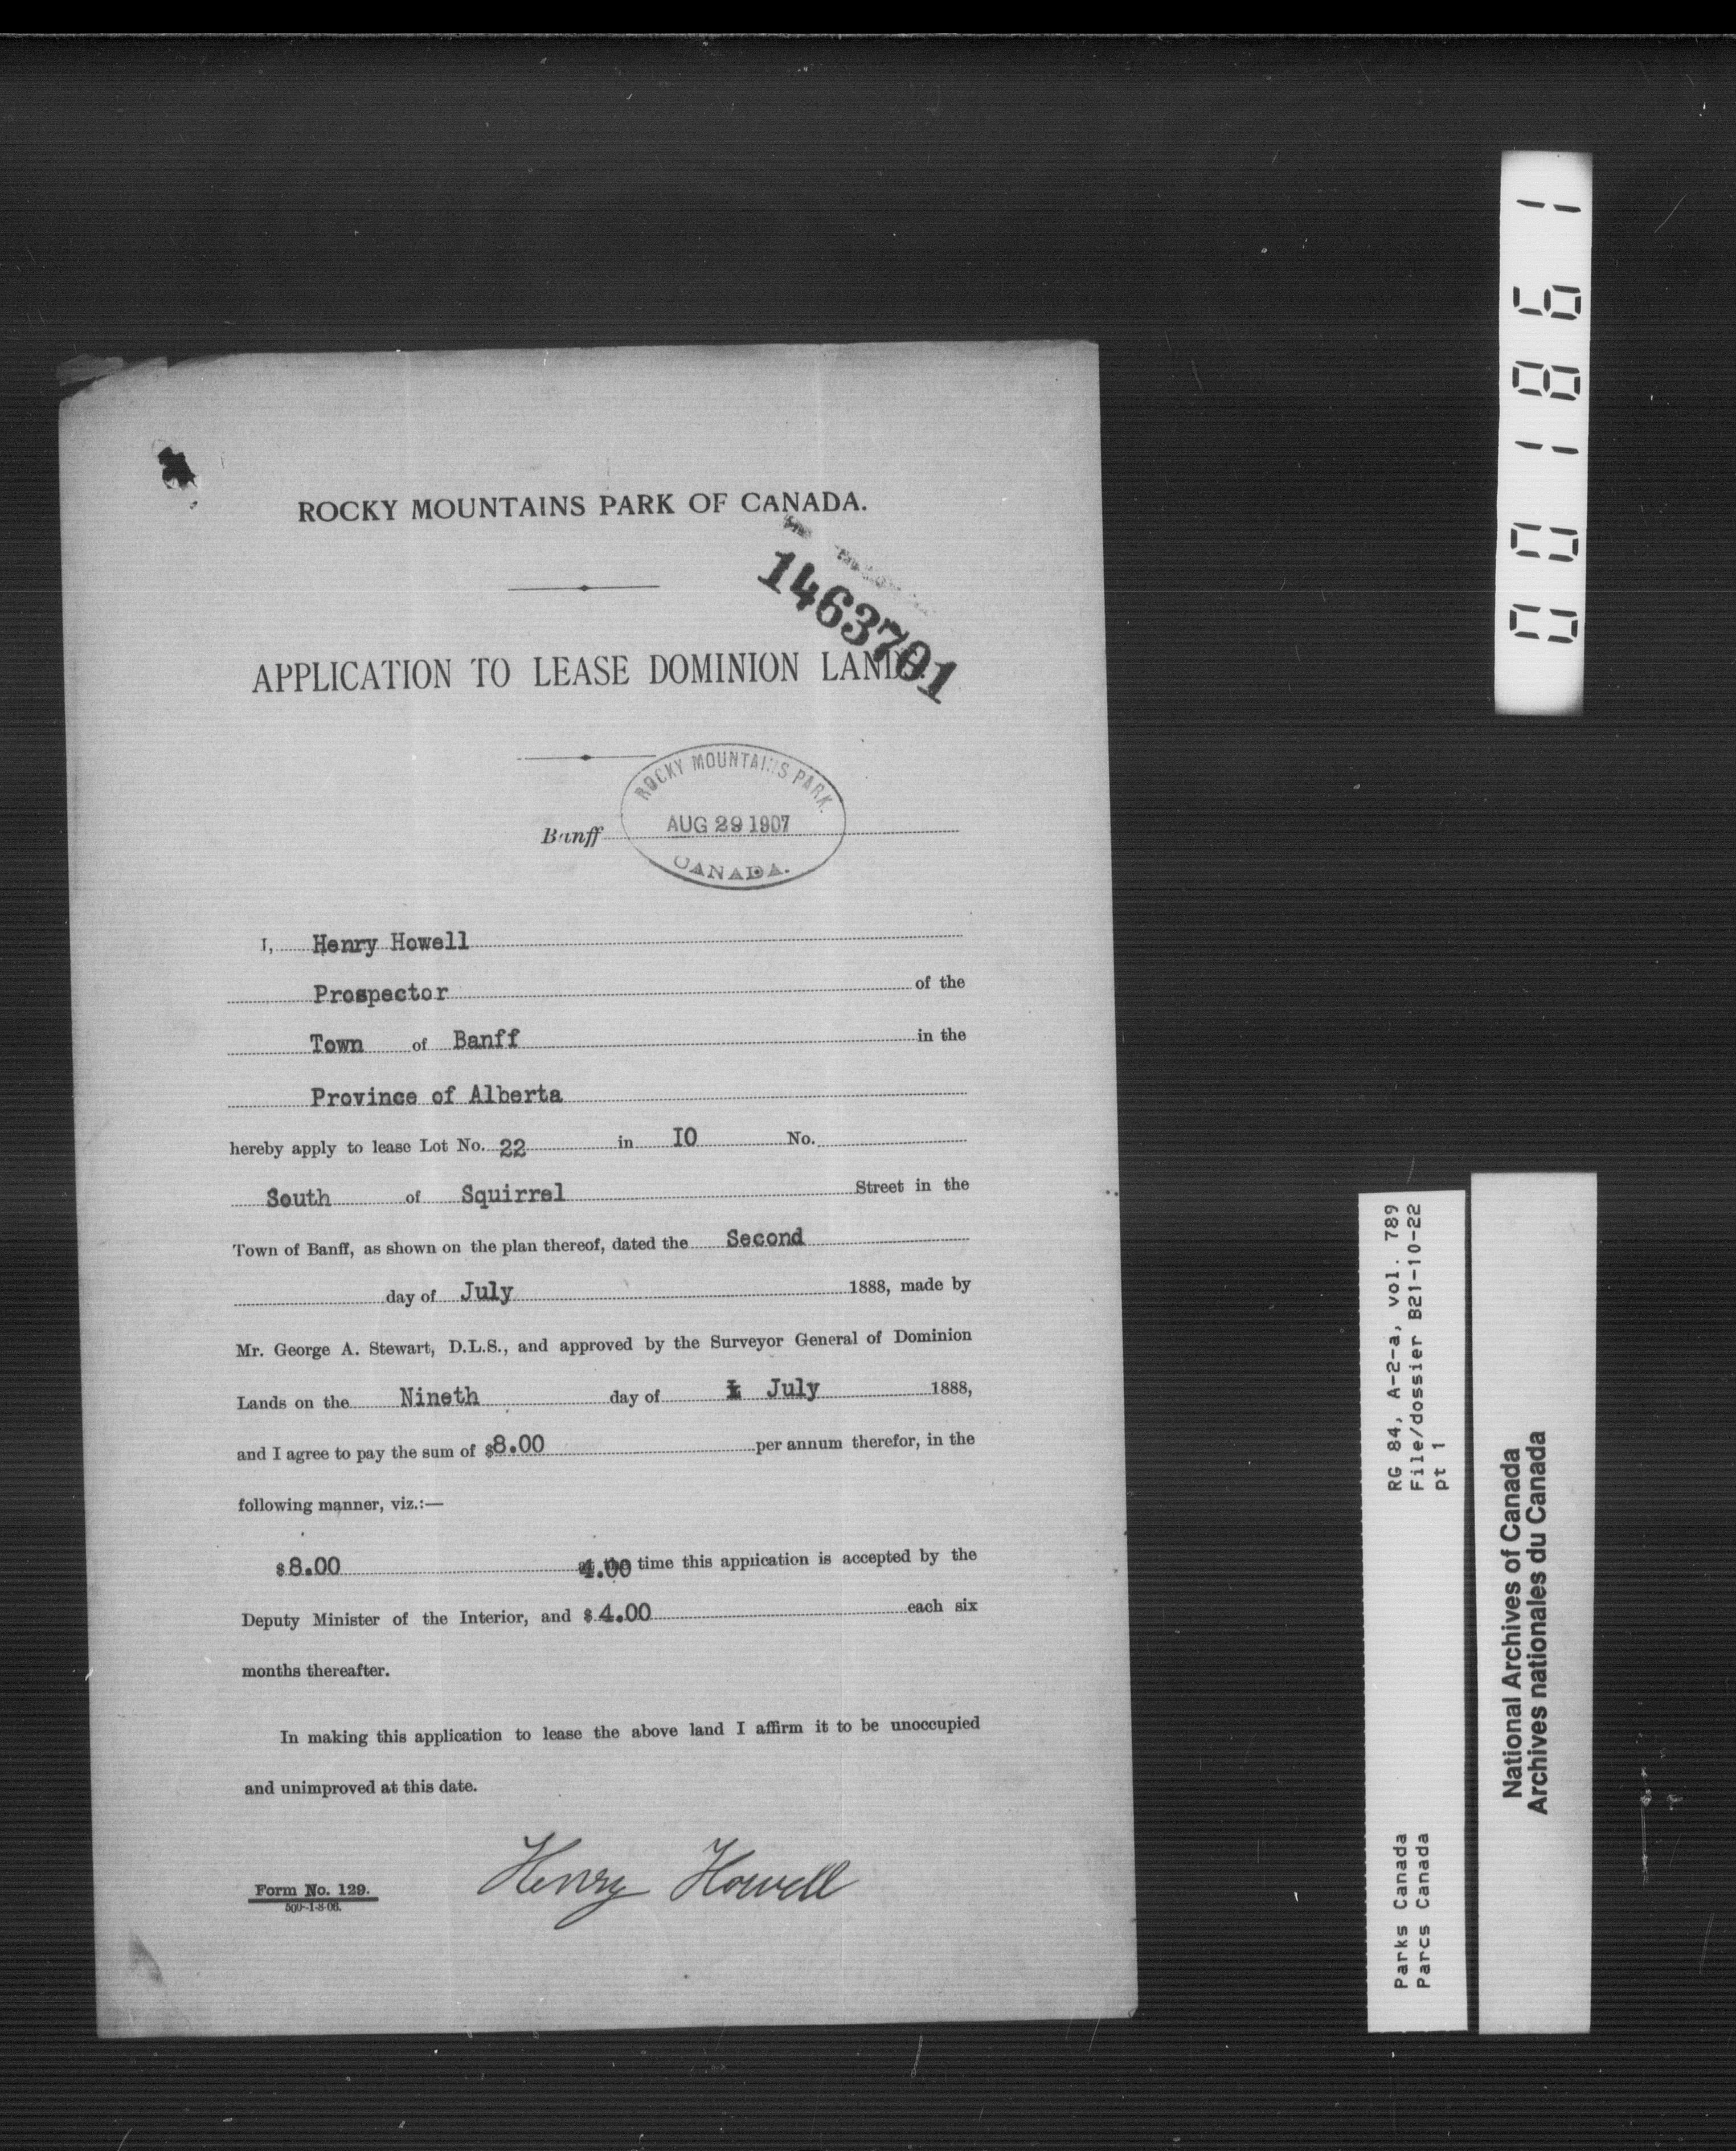 ROCKY MOUNTAINS PARK OF CANADA.
1463701
APPLICATION TO LEASE DOMINION LAND
ROCKY MOUNTAINS PARK.
Banff AUG 29 1907
CANADA.
I, Henry Howell
Prospector of the
Town of Banff in the
Province of Alberta
hereby apply to lease Lot No. 22 in I0 No.
South of Squirrel Street in the
Town of Banff, as shown on the plan thereof, dated the Second
day of July 1888, made by
Mr. George A. Stewart, D.L.S., and approved by the Surveyor General of Dominion
Lands on the Nineth day of July 1888,
and I agree to pay the sum of $8.00 per annum therefor, in the
following manner, viz.:—
$8.00 4.00 at the time this application is accepted by the
Deputy Minister of the Interior, and $4.00 each six
months thereafter.
In making this application to lease the above land I affirm it to be unoccupied
and unimproved at this date.
Henry Howell
Form No. 129.
500-1-8-06.
001861
RG 84, A-2-a, vol. 789
File/dossier B21-10-22
pt 1
Parks Canada
Parcs Canada
National Archives of Canada
Archives nationales du Canada